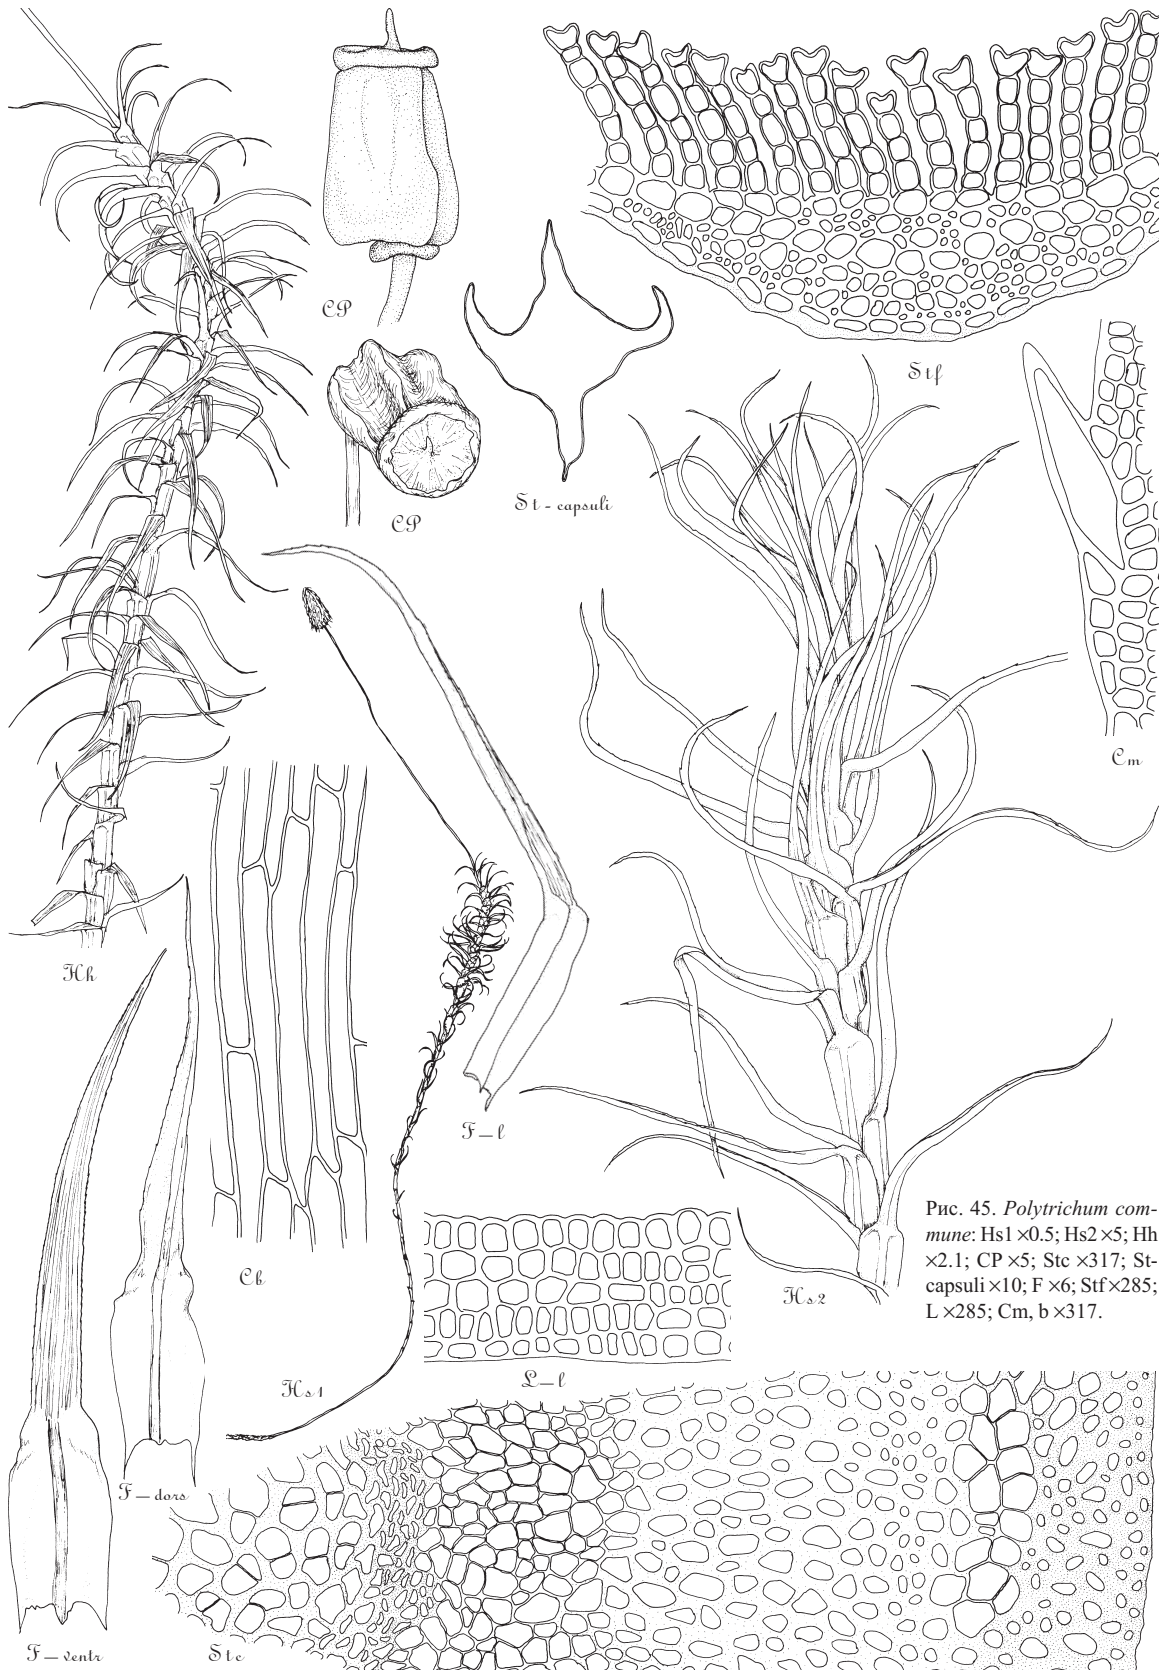 CP
Stf
CP
St - capsuli
Cm
Hh
F – l
Cb
Рис. 45. Polytrichum com-
mune: Hs1 ×0.5; Hs2 ×5; Hh
×2.1; CP ×5; Stc ×317; St-
capsuli ×10; F ×6; Stf ×285;
L ×285; Cm, b ×317.
Hs2
L – l
Hs1
F – dors
F – ventr
Stc